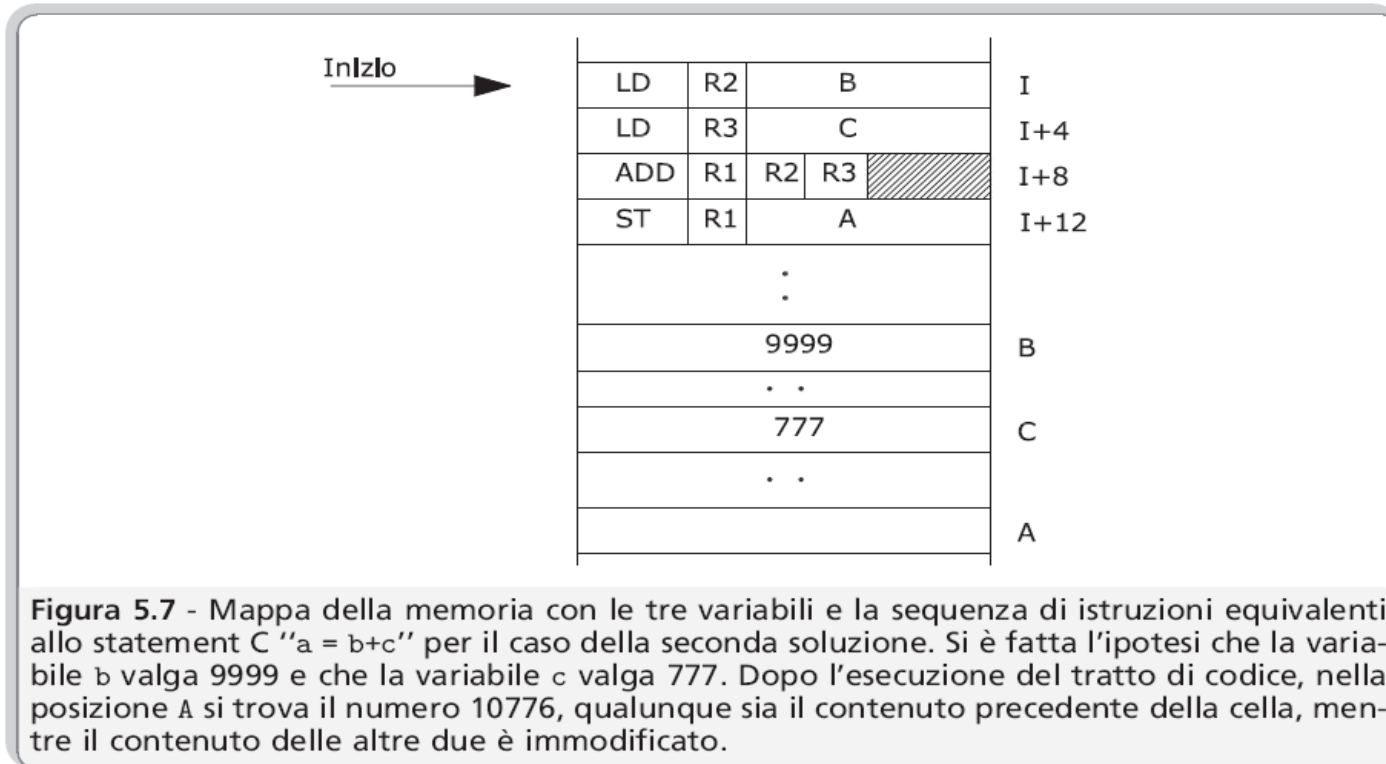 Inizio
LD R2 B I
LD R3 C I+4
ADD R1 R2 R3 I+8
ST R1 A I+12
.
.
9999 B
. .
777 C
. .
A
Figura 5.7 - Mappa della memoria con le tre variabili e la sequenza di istruzioni equivalenti
allo statement C ‘‘a = b+c’’ per il caso della seconda soluzione. Si è fatta l'ipotesi che la varia-
bile b valga 9999 e che la variabile c valga 777. Dopo l'esecuzione del tratto di codice, nella
posizione A si trova il numero 10776, qualunque sia il contenuto precedente della cella, men-
tre il contenuto delle altre due è immodificato.